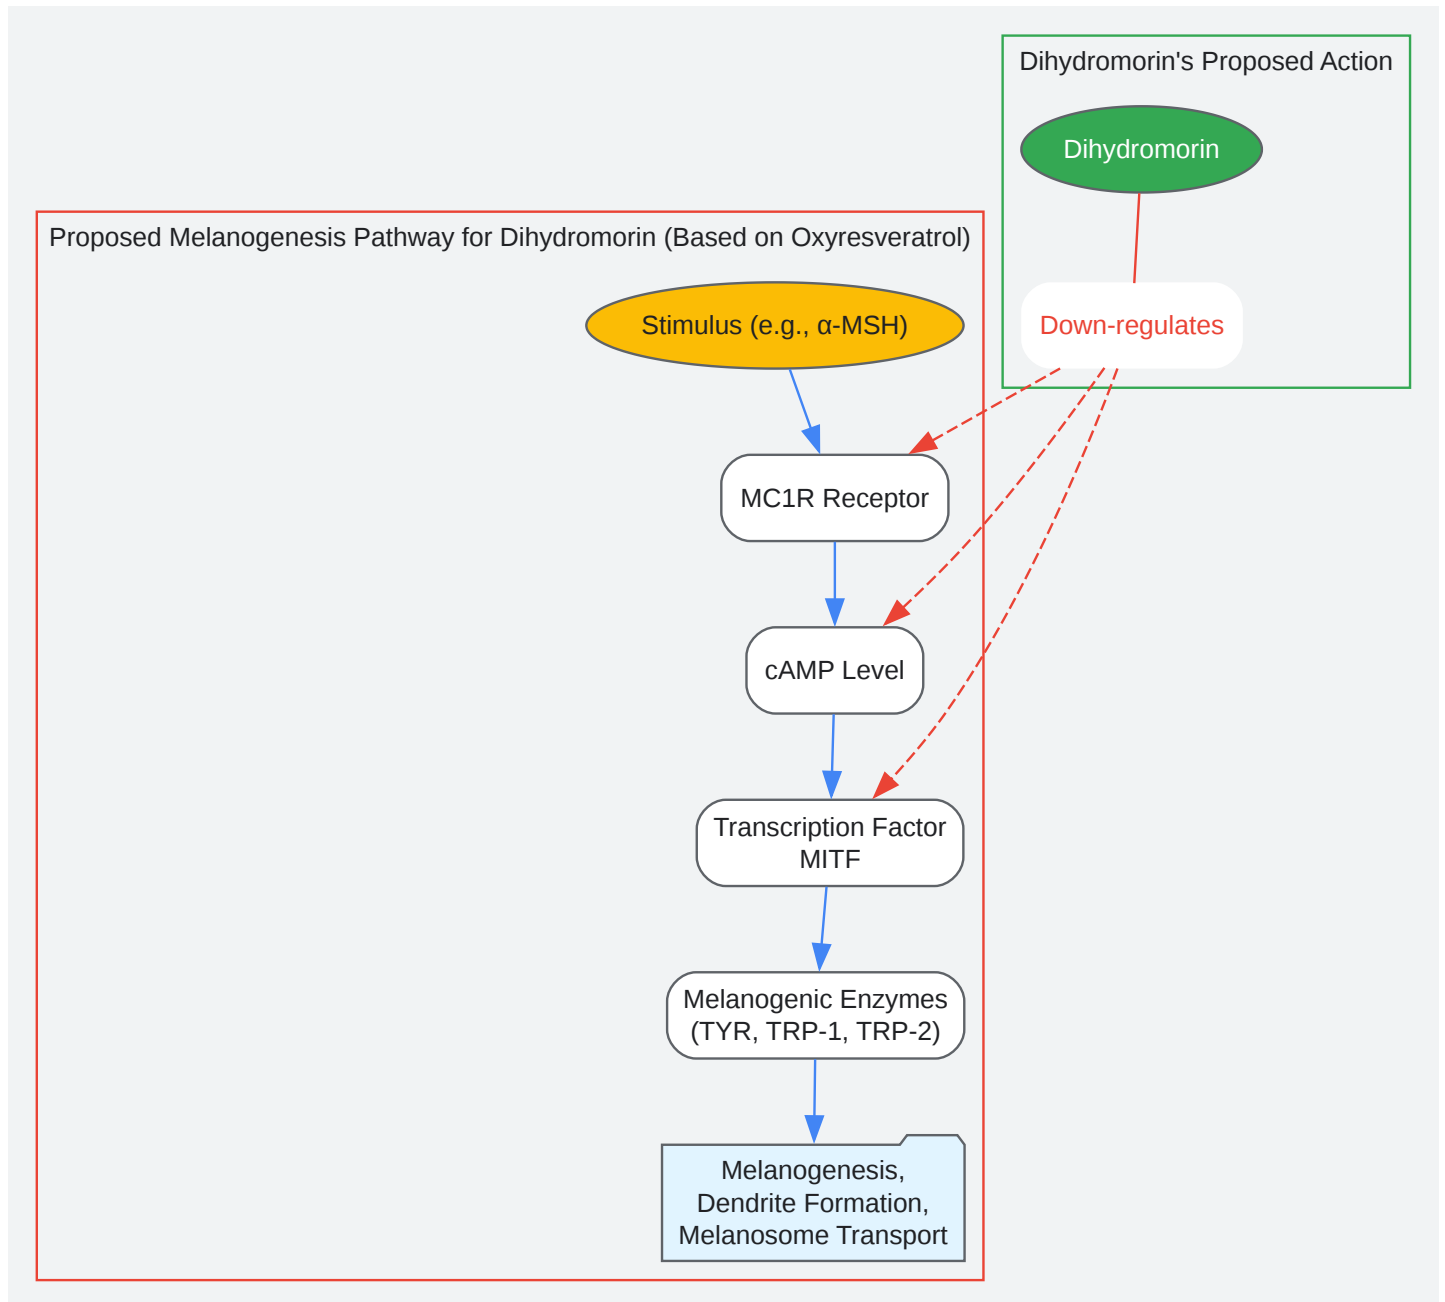 Dihydromorin's Proposed Action
Dihydromorin
Down-regulates
Proposed Melanogenesis Pathway for Dihydromorin (Based on Oxyresveratrol)
Stimulus (e.g., α-MSH)
MC1R Receptor
cAMP Level
Transcription Factor
MITF
Melanogenic Enzymes
(TYR, TRP-1, TRP-2)
Melanogenesis,
Dendrite Formation,
Melanosome Transport